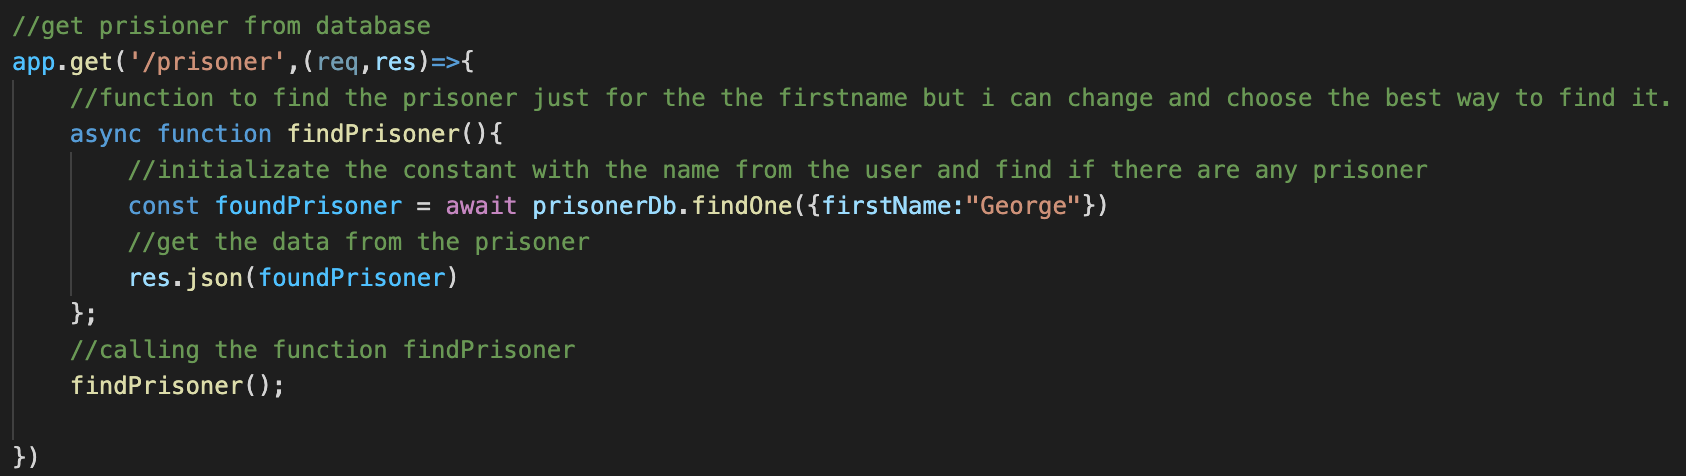 //get prisioner from database
app.get('/prisoner',(req,res)=>{
    //function to find the prisoner just for the the firstname but i can change and choose the best way to find it.
    async function findPrisoner(){
        //initializate the constant with the name from the user and find if there are any prisoner
        const foundPrisoner = await prisonerDb.findOne({firstName:"George"})
        //get the data from the prisoner
        res.json(foundPrisoner)
    };
    //calling the function findPrisoner
    findPrisoner();
})